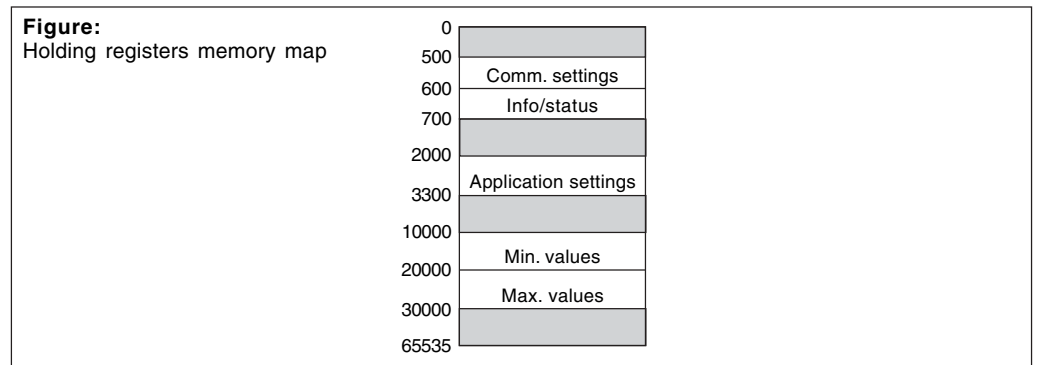 Figure:
Holding registers memory map
0
500
Comm. settings
600
Info/status
700
2000
Application settings
3300
10000
Min. values
20000
Max. values
30000
65535